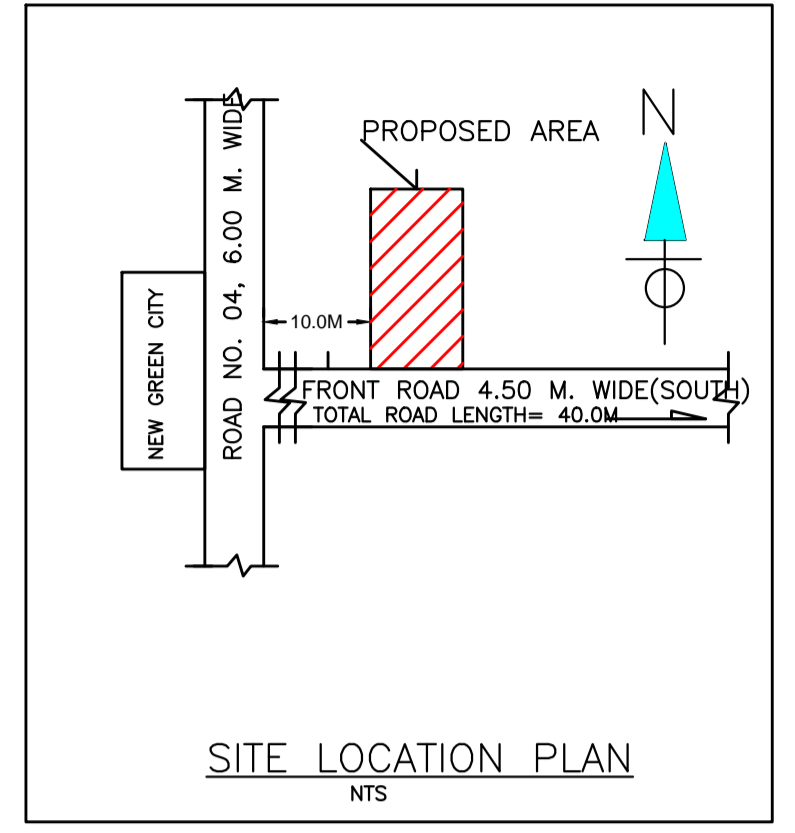 N
PROPOSED AREA
ROAD NO. 04, 6.00 M. WIDE
NEW GREEN CITY
10.0M
FRONT ROAD 4.50 M. WIDE(SOUTH)
TOTAL ROAD LENGTH= 40.0M
SITE LOCATION PLAN
NTS